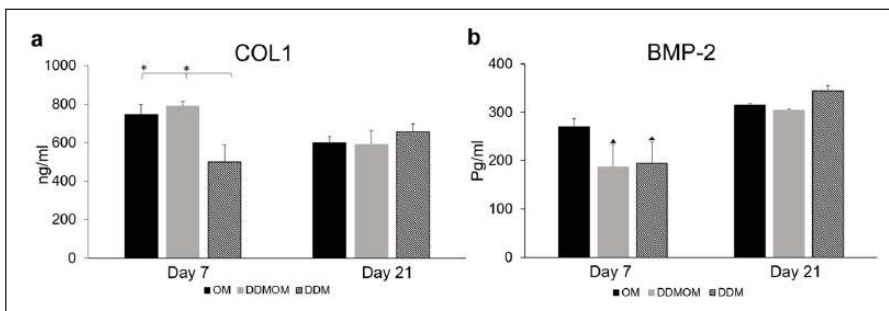 a
COL1
1000
800
600
400
200
0
ng/ml
* *
Day 7 Day 21
OM DDMOM DDM
b
BMP-2
400
300
200
100
0
Pg/ml
Day 7 Day 21
OM DDMOM DDM